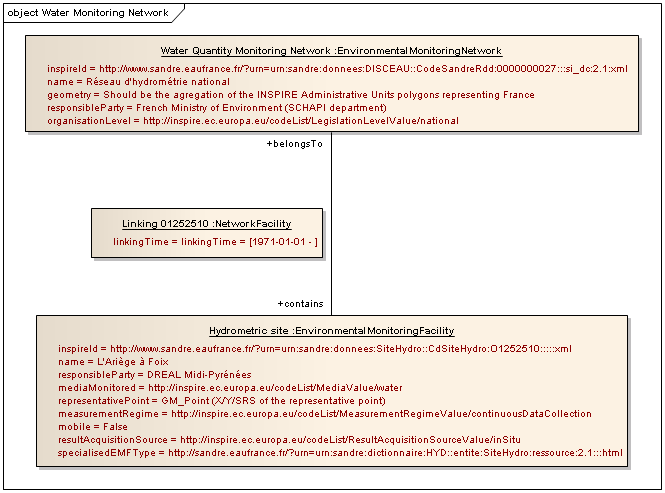 object Water Monitoring Network
Water Quantity Monitoring Network :EnvironmentalMonitoringNetwork
inspireId = http://www.sandre.eaufrance.fr/?urn=urn:sandre:donnees:DISCEAU::CodeSandreRdd:0000000027:::si_dc:2.1:xml
name = Réseau d'hydrométrie national
geometry = Should be the agregation of the INSPIRE Administrative Units polygons representing France
responsibleParty = French Ministry of Environment (SCHAPI department)
organisationLevel = http://inspire.ec.europa.eu/codeList/LegislationLevelValue/national
+belongsTo
Linking 01252510 :NetworkFacility
linkingTime = linkingTime = [1971-01-01 - ]
+contains
Hydrometric site :EnvironmentalMonitoringFacility
inspireId = http://www.sandre.eaufrance.fr/?urn=urn:sandre:donnees:SiteHydro::CdSiteHydro:O1252510:::::xml
name = L'Ariège à Foix
responsibleParty = DREAL Midi-Pyrénées
mediaMonitored = http://inspire.ec.europa.eu/codeList/MediaValue/water
representativePoint = GM_Point (X/Y/SRS of the representative point)
measurementRegime = http://inspire.ec.europa.eu/codeList/MeasurementRegimeValue/continuousDataCollection
mobile = False
resultAcquisitionSource = http://inspire.ec.europa.eu/codeList/ResultAcquisitionSourceValue/inSitu
specialisedEMFType = http://sandre.eaufrance.fr/?urn=urn:sandre:dictionnaire:HYD::entite:SiteHydro:ressource:2.1:::html